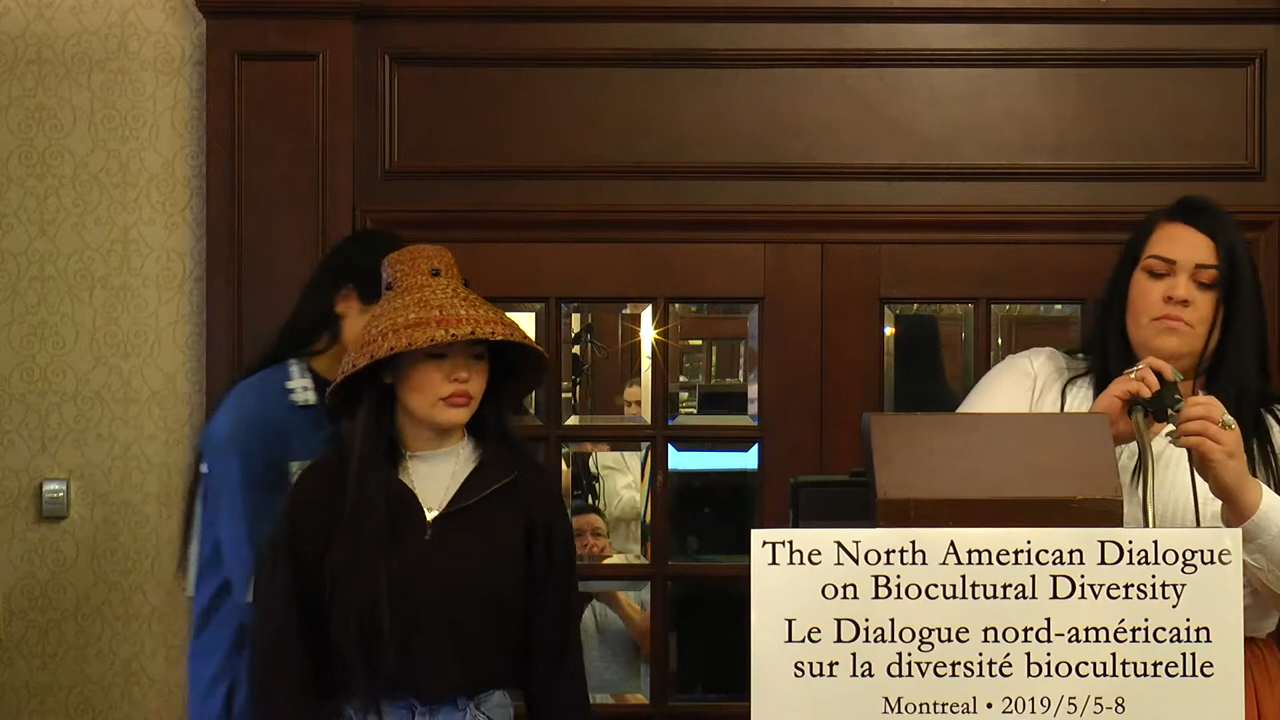 The North American Dialogue
on Biocultural Diversity
Le Dialogue nord-américain
sur la diversité bioculturelle
Montreal • 2019/5/5-8